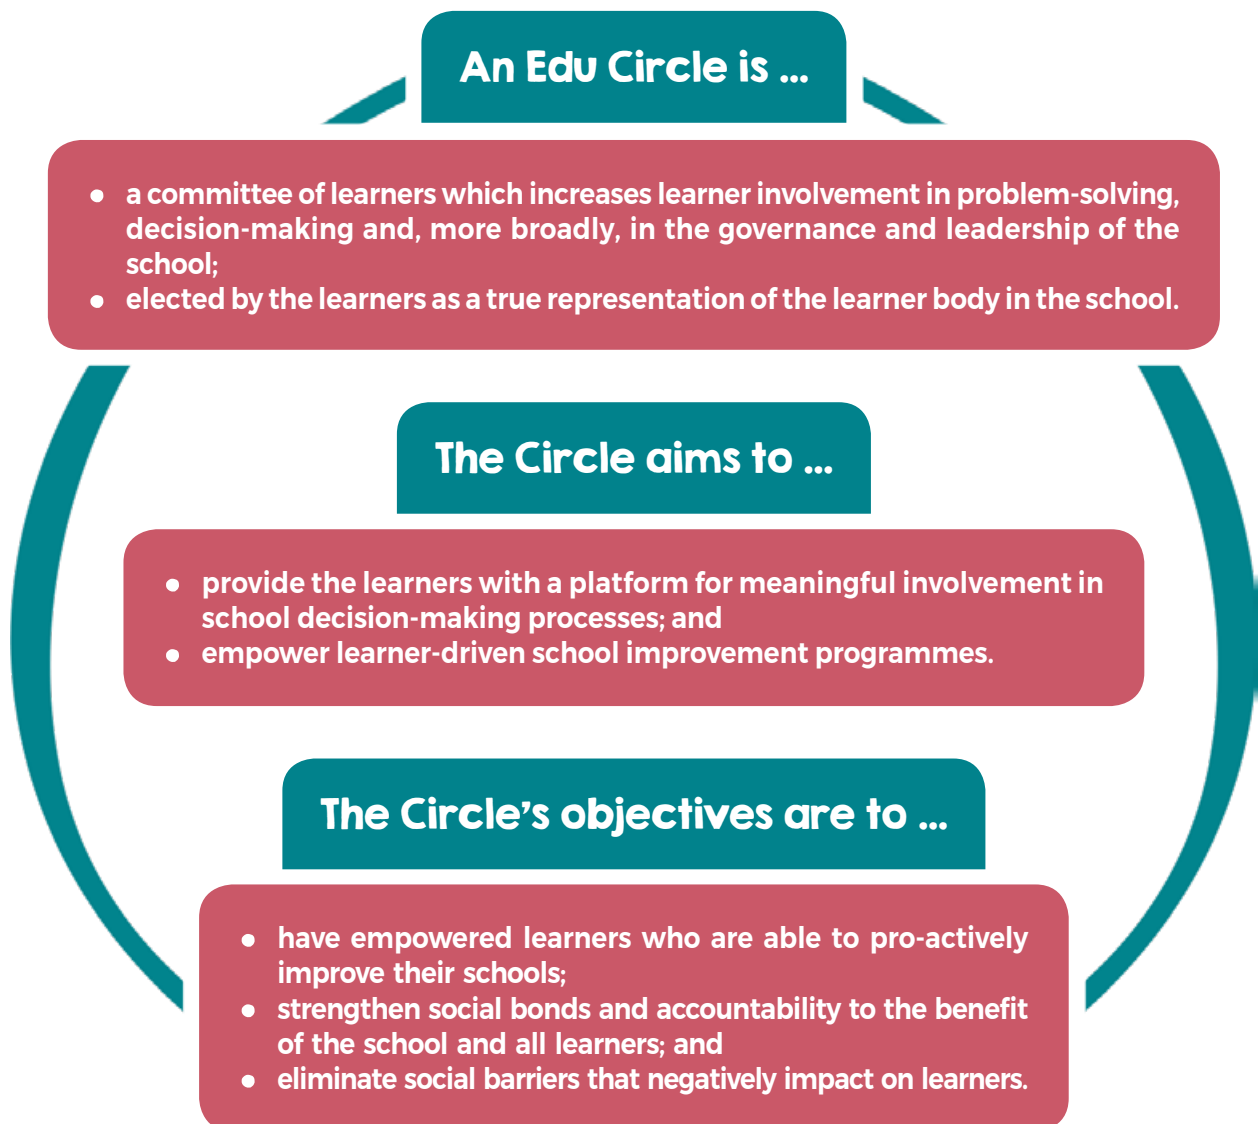 An Edu Circle is ...
• a committee of learners which increases learner involvement in problem-solving,
decision-making and, more broadly, in the governance and leadership of the
school;
• elected by the learners as a true representation of the learner body in the school.
The Circle aims to ...
• provide the learners with a platform for meaningful involvement in
school decision-making processes; and
• empower learner-driven school improvement programmes.
The Circle's objectives are to ...
• have empowered learners who are able to pro-actively
improve their schools;
• strengthen social bonds and accountability to the benefit
of the school and all learners; and
• eliminate social barriers that negatively impact on learners.